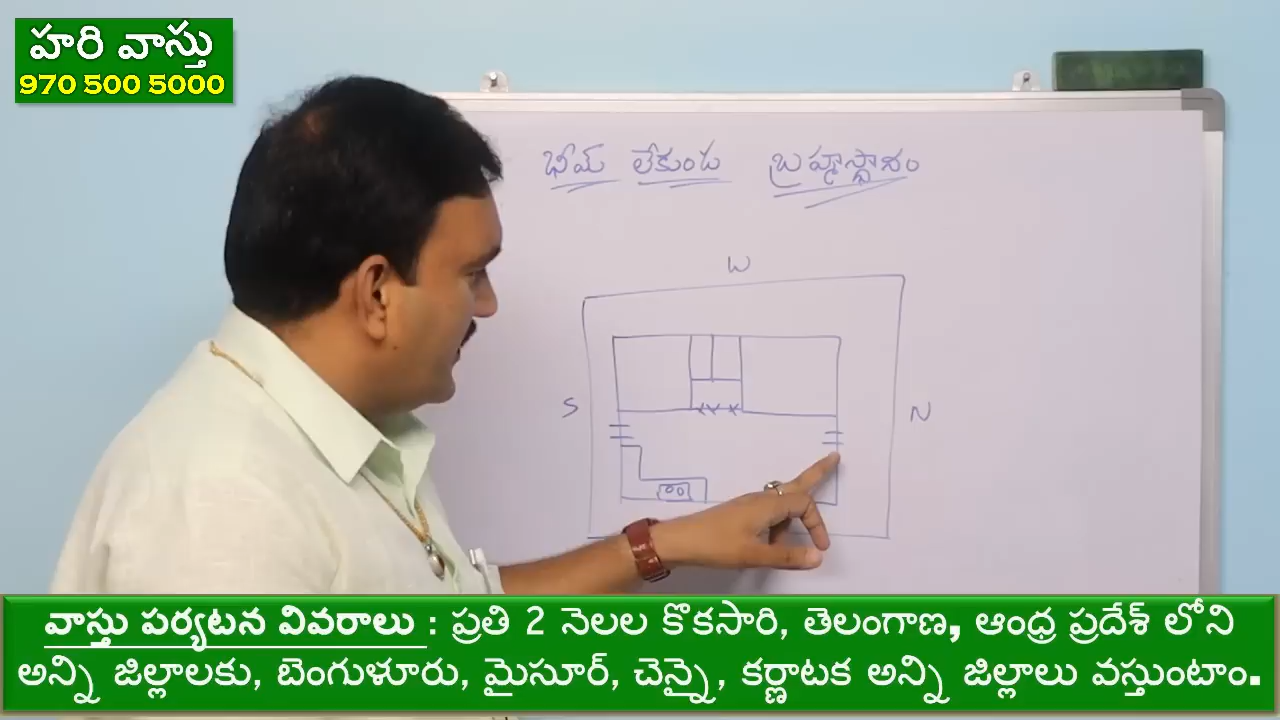 హరి వాస్తు
970 500 5000
భీమ్ లేకుండ బ్రహ్మస్థానం
W
S
N
వాస్తు పర్యటన వివరాలు : ప్రతి 2 నెలల కొకసారి, తెలంగాణ, ఆంధ్ర ప్రదేశ్ లోని
అన్ని జిల్లాలకు, బెంగుళూరు, మైసూర్, చెన్నై, కర్ణాటక అన్ని జిల్లాలు వస్తుంటాం.